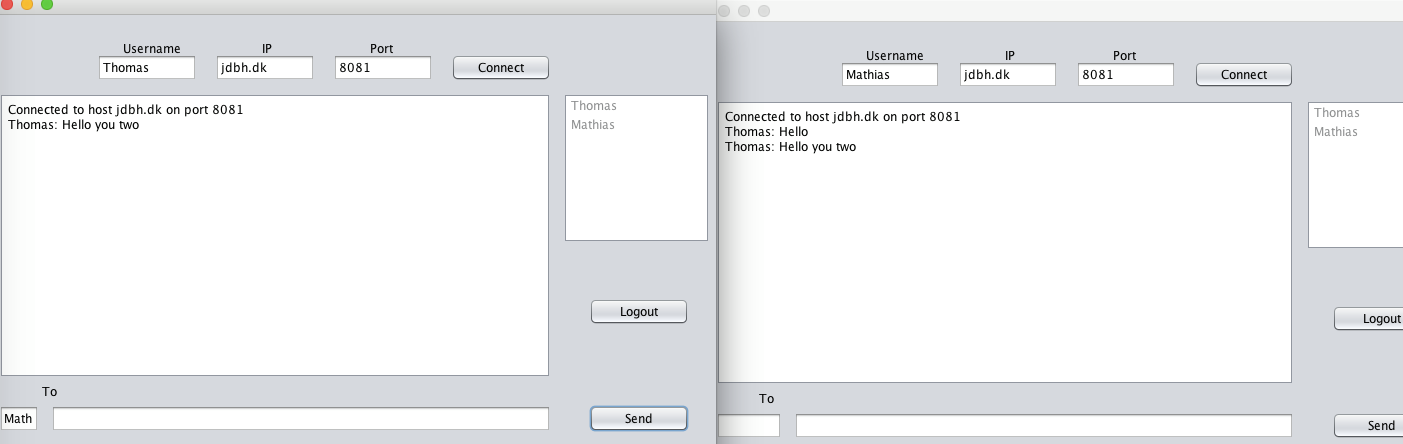 Username IP Port
Thomas jdbh.dk 8081 Connect
Connected to host jdbh.dk on port 8081
Thomas: Hello you two
Thomas
Mathias
Logout
To
Math Send
Username IP Port
Mathias jdbh.dk 8081 Connect
Connected to host jdbh.dk on port 8081
Thomas: Hello
Thomas: Hello you two
Thomas
Mathias
Logout
To
Send